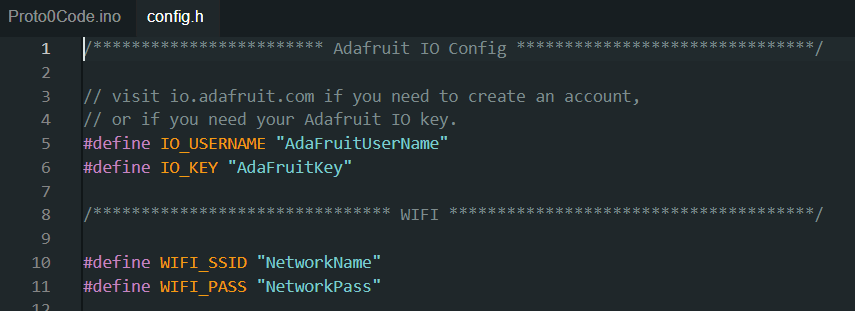 Proto0Code.ino config.h
1 /************************ Adafruit IO Config *******************************/
2
3 // visit io.adafruit.com if you need to create an account,
4 // or if you need your Adafruit IO key.
5 #define IO_USERNAME "AdaFruitUserName"
6 #define IO_KEY "AdaFruitKey"
7
8 /******************************* WIFI **************************************/
9
10 #define WIFI_SSID "NetworkName"
11 #define WIFI_PASS "NetworkPass"
12